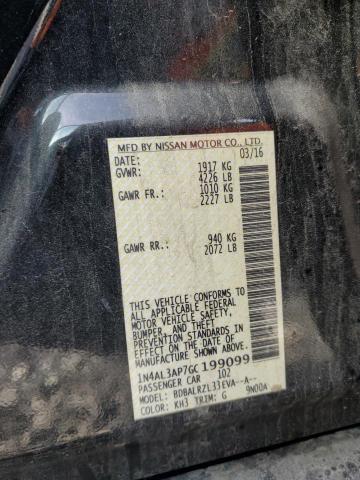 MFD BY NISSAN MOTOR CO., LTD.
DATE: 03/16
GVWR: 1917 KG
4226 LB
GAWR FR: 1010 KG
2227 LB
GAWR RR: 940 KG
2072 LB
THIS VEHICLE CONFORMS TO
ALL APPLICABLE FEDERAL
MOTOR VEHICLE SAFETY,
BUMPER, AND THEFT
PREVENTION STANDARDS IN
EFFECT ON THE DATE OF
MANUFACTURE SHOWN ABOVE.
1N4AL3AP7GC199099
PASSENGER CAR 102
MODEL: BDBALRZL33EVA--A--
COLOR: KH3 TRIM: G 9N00A